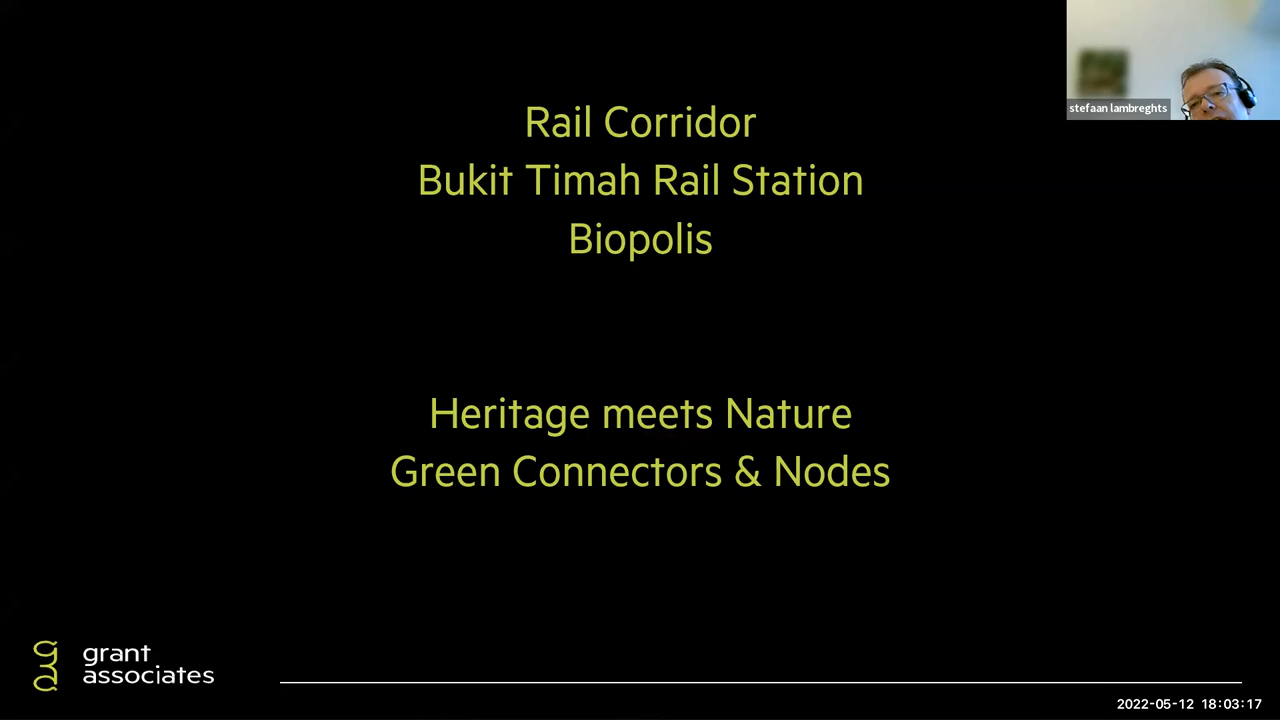 stefaan lambreghts
Rail Corridor
Bukit Timah Rail Station
Biopolis
Heritage meets Nature
Green Connectors & Nodes
grant
associates
2022-05-12 18:03:17